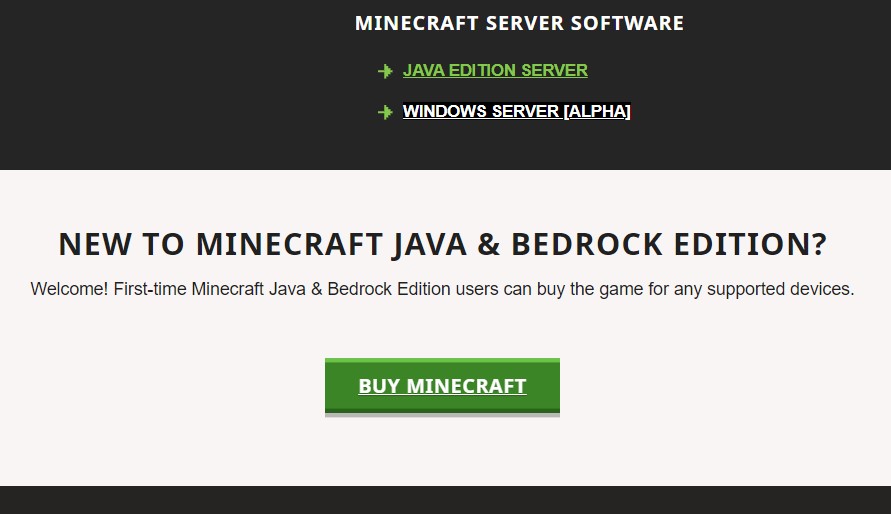 MINECRAFT SERVER SOFTWARE
JAVA EDITION SERVER
WINDOWS SERVER [ALPHA]
NEW TO MINECRAFT JAVA & BEDROCK EDITION?
Welcome! First-time Minecraft Java & Bedrock Edition users can buy the game for any supported devices.
BUY MINECRAFT